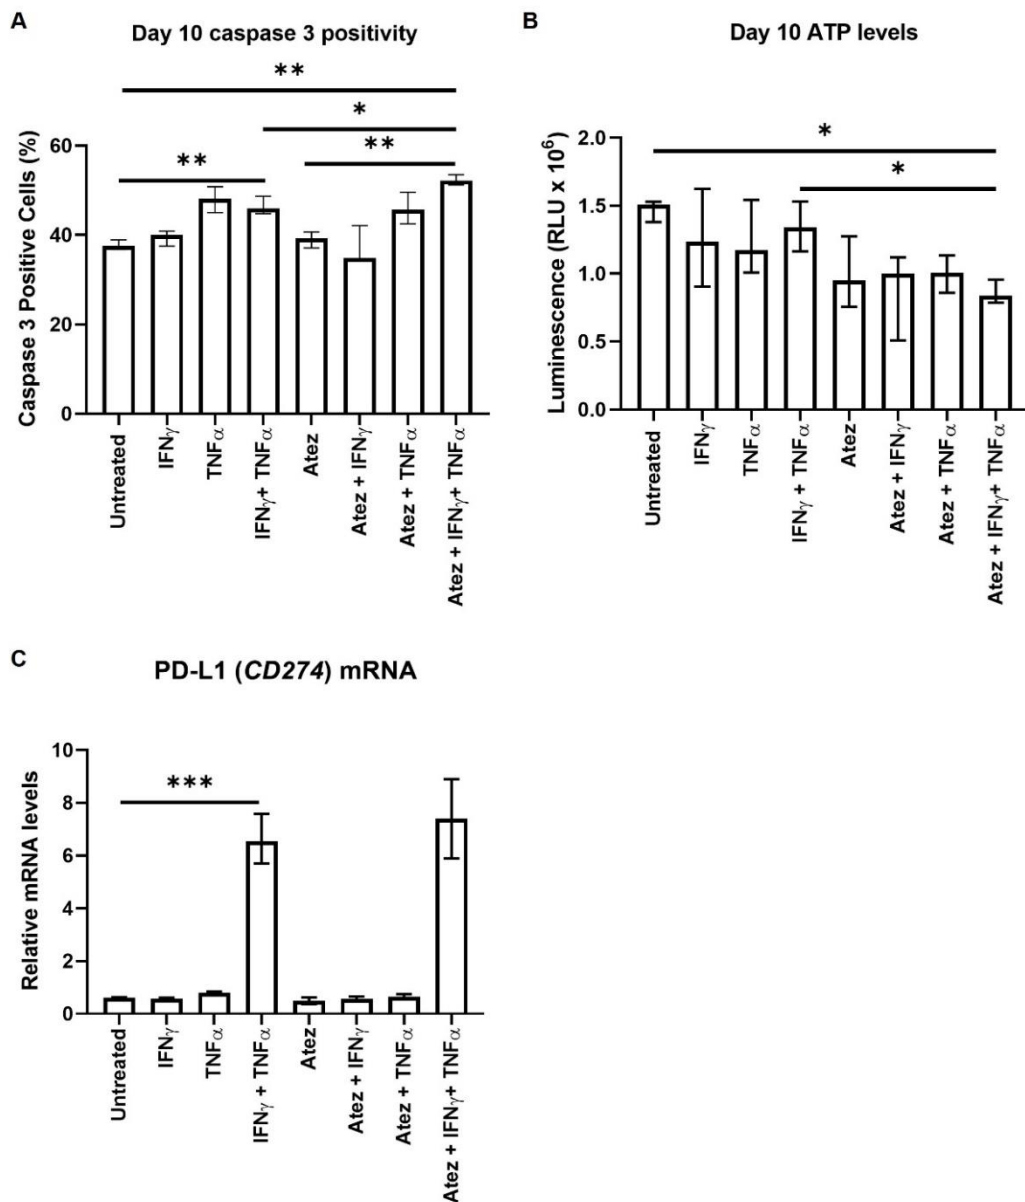 A
Day 10 caspase 3 positivity
**
*
**
**
Caspase 3 Positive Cells (%)
60
40
20
0
Untreated
IFNγ
TNFα
IFNγ+ TNFα
Atez
Atez + IFNγ
Atez + TNFα
Atez + IFNγ+ TNFα
B
Day 10 ATP levels
*
*
Luminescence (RLU x 10⁶)
2.0
1.5
1.0
0.5
0.0
Untreated
IFNγ
TNFα
IFNγ + TNFα
Atez
Atez + IFNγ
Atez + TNFα
Atez + IFNγ+ TNFα
C
PD-L1 (CD274) mRNA
***
Relative mRNA levels
10
8
6
4
2
0
Untreated
IFNγ
TNFα
IFNγ + TNFα
Atez
Atez + IFNγ
Atez + TNFα
Atez + IFNγ+ TNFα